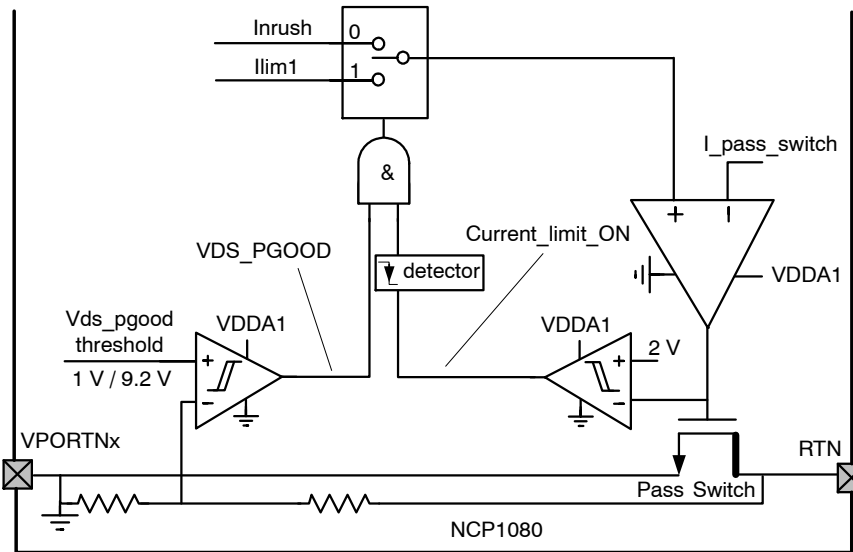 Inrush
0
Ilim1
1
&
I_pass_switch
+
−
VDS_PGOOD
Current_limit_ON
detector
VDDA1
Vds_pgood
threshold
1 V / 9.2 V
VDDA1
+
−
VDDA1
2 V
+
−
VPORTNx
RTN
Pass Switch
NCP1080